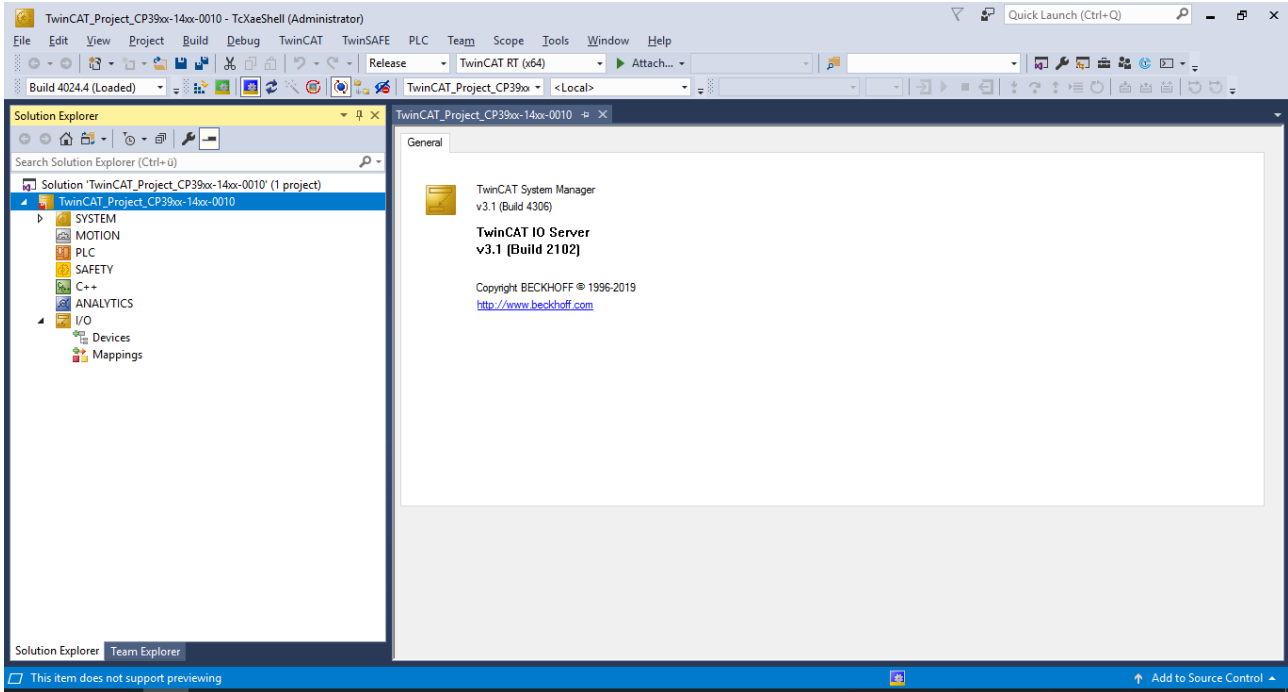 TwinCAT_Project_CP39xx-14xx-0010 - TcXaeShell (Administrator)
Quick Launch (Ctrl+Q)
File Edit View Project Build Debug TwinCAT TwinSAFE PLC Team Scope Tools Window Help
Release TwinCAT RT (x64) Attach...
Build 4024.4 (Loaded) TwinCAT_Project_CP39xx <Local>
Solution Explorer
Search Solution Explorer (Ctrl+ü)
Solution 'TwinCAT_Project_CP39xx-14xx-0010' (1 project)
TwinCAT_Project_CP39xx-14xx-0010
SYSTEM
MOTION
PLC
SAFETY
C++
ANALYTICS
I/O
Devices
Mappings
Solution Explorer Team Explorer
TwinCAT_Project_CP39xx-14xx-0010
General
TwinCAT System Manager
v3.1 (Build 4306)
TwinCAT IO Server
v3.1 (Build 2102)
Copyright BECKHOFF © 1996-2019
http://www.beckhoff.com
This item does not support previewing
Add to Source Control